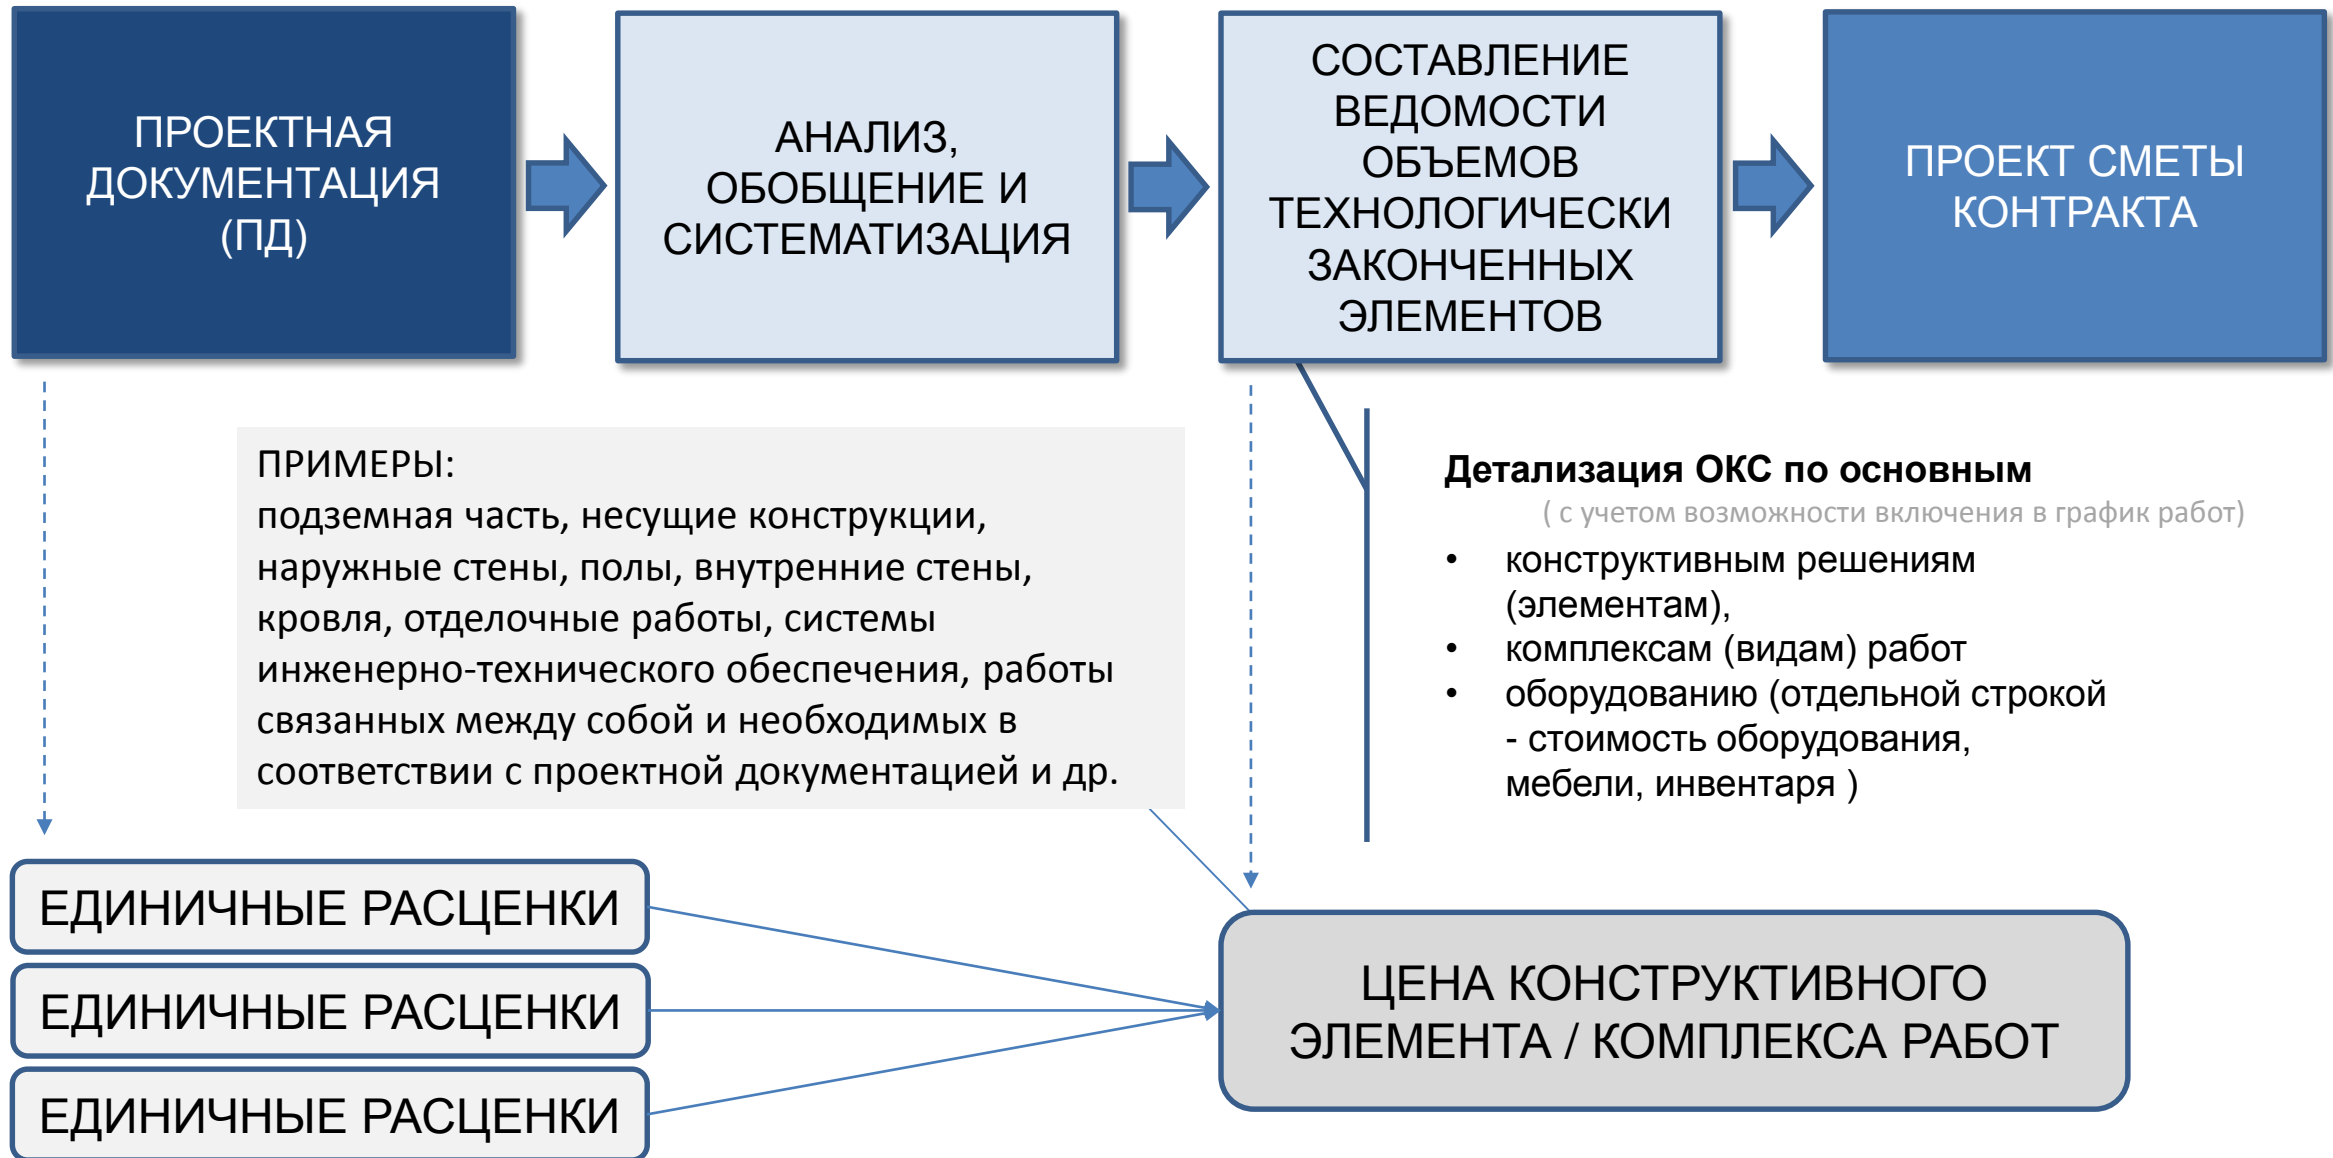 ПРОЕКТНАЯ
ДОКУМЕНТАЦИЯ
(ПД)
АНАЛИЗ,
ОБОБЩЕНИЕ И
СИСТЕМАТИЗАЦИЯ
СОСТАВЛЕНИЕ
ВЕДОМОСТИ
ОБЪЕМОВ
ТЕХНОЛОГИЧЕСКИ
ЗАКОНЧЕННЫХ
ЭЛЕМЕНТОВ
ПРОЕКТ СМЕТЫ
КОНТРАКТА
ПРИМЕРЫ:
подземная часть, несущие конструкции,
наружные стены, полы, внутренние стены,
кровля, отделочные работы, системы
инженерно-технического обеспечения, работы
связанных между собой и необходимых в
соответствии с проектной документацией и др.
Детализация ОКС по основным
( с учетом возможности включения в график работ)
• конструктивным решениям
(элементам),
• комплексам (видам) работ
• оборудованию (отдельной строкой
- стоимость оборудования,
мебели, инвентаря )
ЕДИНИЧНЫЕ РАСЦЕНКИ
ЕДИНИЧНЫЕ РАСЦЕНКИ
ЕДИНИЧНЫЕ РАСЦЕНКИ
ЦЕНА КОНСТРУКТИВНОГО
ЭЛЕМЕНТА / КОМПЛЕКСА РАБОТ